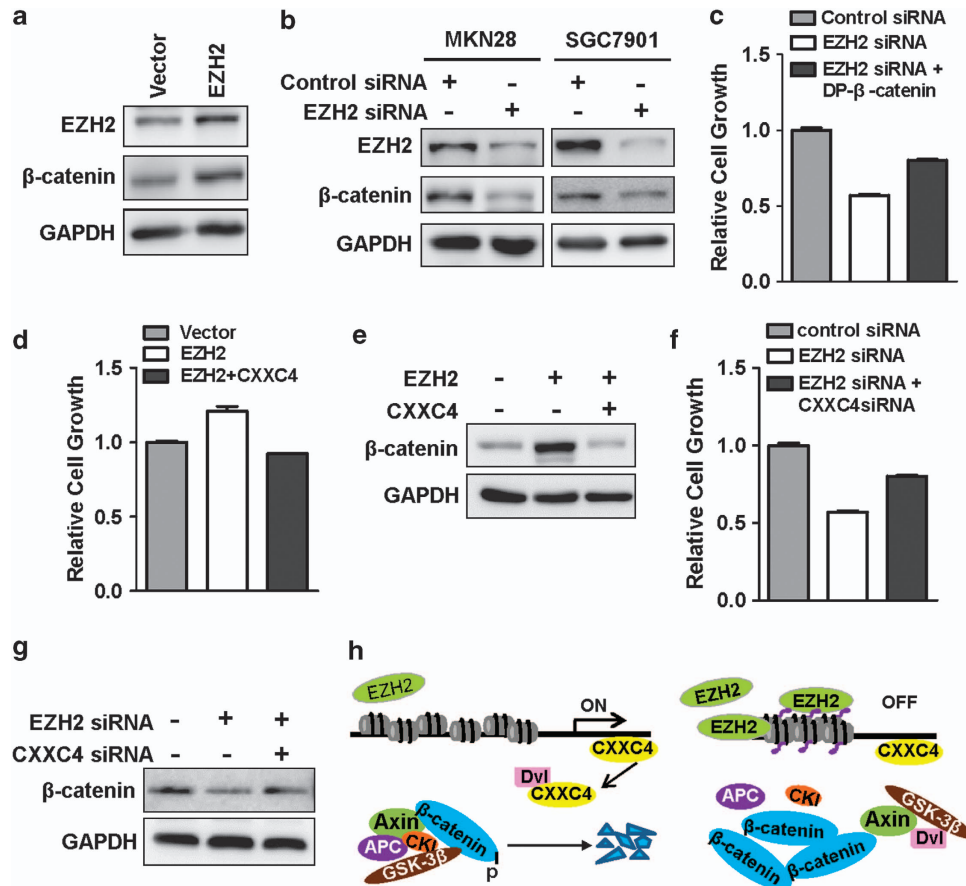 a
Vector
EZH2
EZH2
β-catenin
GAPDH
b
MKN28
SGC7901
Control siRNA + - + -
EZH2 siRNA - + - +
EZH2
β-catenin
GAPDH
c
Control siRNA
EZH2 siRNA
EZH2 siRNA +
DP-β -catenin
Relative Cell Growth
1.5
1.0
0.5
0.0
d
Vector
EZH2
EZH2+CXXC4
Relative Cell Growth
1.5
1.0
0.5
0.0
e
EZH2 - + +
CXXC4 - - +
β-catenin
GAPDH
f
control siRNA
EZH2 siRNA
EZH2 siRNA +
CXXC4siRNA
Relative Cell Growth
1.0
0.5
0.0
g
EZH2 siRNA - + +
CXXC4 siRNA - - +
β-catenin
GAPDH
h
EZH2
ON
CXXC4
Dvl
CXXC4
Axin
β-catenin
APC
CKI
GSK-3β
p
EZH2
EZH2
EZH2
OFF
CXXC4
APC
CKI
GSK-3β
Axin
Dvl
β-catenin
β-catenin
β-catenin